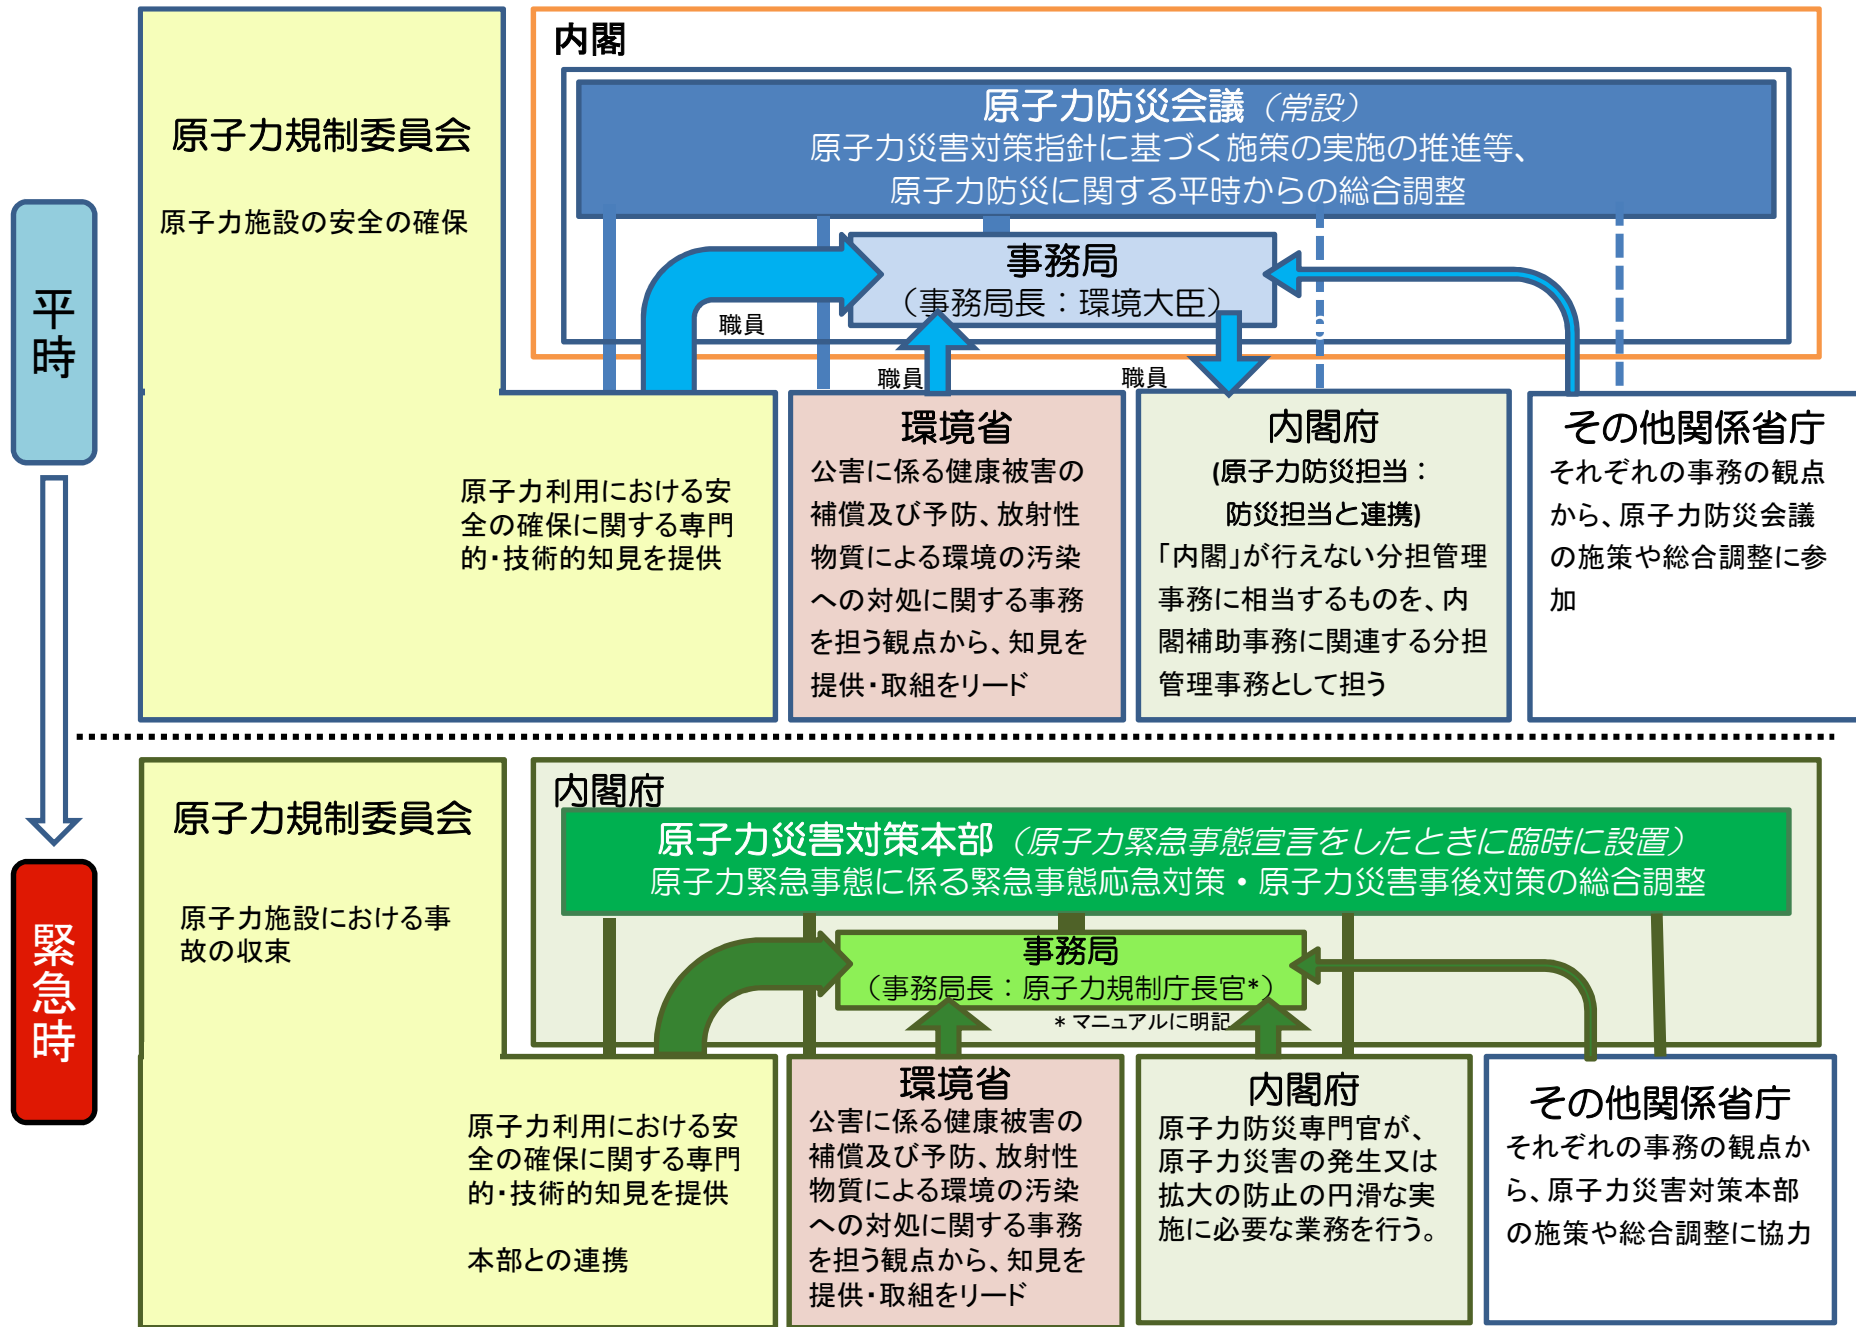 平時
原子力規制委員会
原子力施設の安全の確保
原子力利用における安
全の確保に関する専門
的・技術的知見を提供
内閣
原子力防災会議（常設）
原子力災害対策指針に基づく施策の実施の推進等、
原子力防災に関する平時からの総合調整
事務局
（事務局長：環境大臣）
職員
職員
職員
環境省
公害に係る健康被害の
補償及び予防、放射性
物質による環境の汚染
への対処に関する事務
を担う観点から、知見を
提供・取組をリード
内閣府
(原子力防災担当：
防災担当と連携)
「内閣」が行えない分担管理
事務に相当するものを、内
閣補助事務に関連する分担
管理事務として担う
その他関係省庁
それぞれの事務の観点
から、原子力防災会議
の施策や総合調整に参
加
緊急時
原子力規制委員会
原子力施設における事
故の収束
原子力利用における安
全の確保に関する専門
的・技術的知見を提供
本部との連携
内閣府
原子力災害対策本部（原子力緊急事態宣言をしたときに臨時に設置）
原子力緊急事態に係る緊急事態応急対策・原子力災害事後対策の総合調整
事務局
（事務局長：原子力規制庁長官*）
* マニュアルに明記
環境省
公害に係る健康被害の
補償及び予防、放射性
物質による環境の汚染
への対処に関する事務
を担う観点から、知見を
提供・取組をリード
内閣府
原子力防災専門官が、
原子力災害の発生又は
拡大の防止の円滑な実
施に必要な業務を行う。
その他関係省庁
それぞれの事務の観点か
ら、原子力災害対策本部
の施策や総合調整に協力